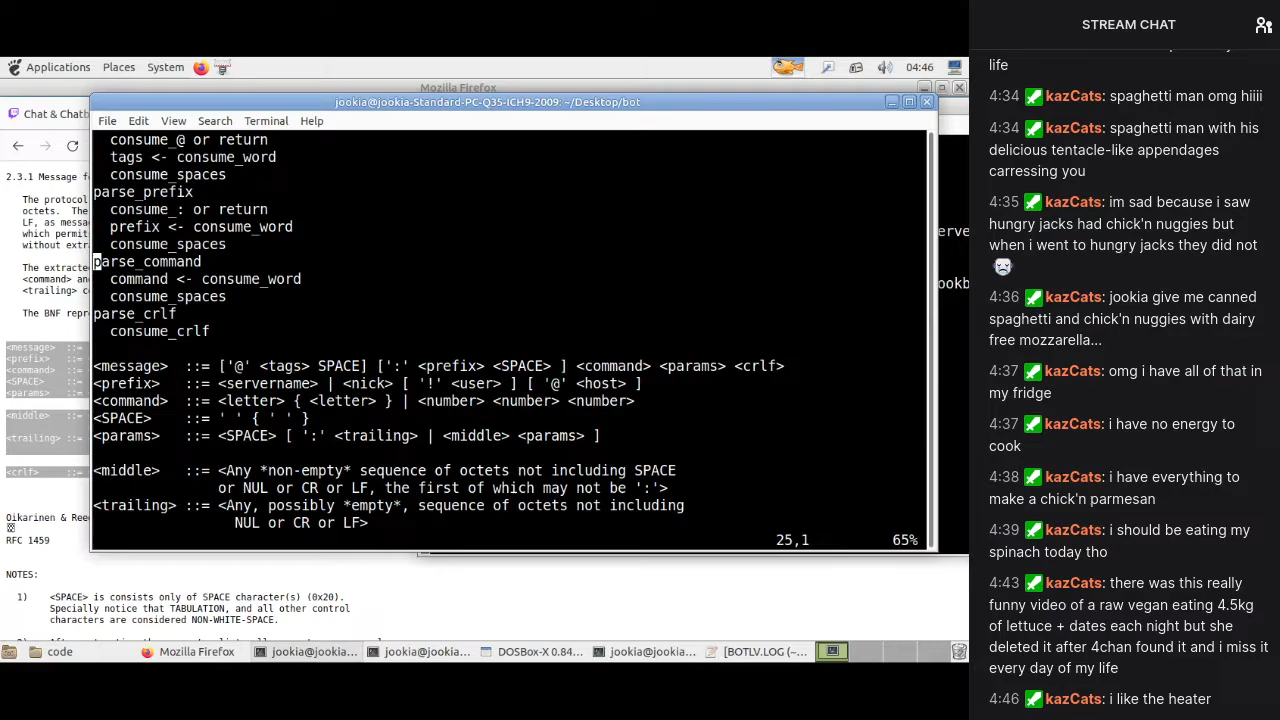 Applications Places System
04:46
Mozilla Firefox
jookia@jookia-Standard-PC-Q35-ICH9-2009: ~/Desktop/bot
Chat & Chatb
File Edit View Search Terminal Help
2.3.1 Message fo
The protocol
octets. The
LF, as messa
which permit
without extr
The extracte
<command> an
<trailing> c
The BNF repr
<message> ::=
<prefix> ::=
<command> ::=
<SPACE> ::=
<params> ::=
<middle> ::=
<trailing> ::=
<crlf> ::=
Oikarinen & Reed
RFC 1459
NOTES:
1) <SPACE> is consists only of SPACE character(s) (0x20).
Specially notice that TABULATION, and all other control
characters are considered NON-WHITE-SPACE.
consume_@ or return
tags <- consume_word
consume_spaces
parse_prefix
consume_: or return
prefix <- consume_word
consume_spaces
parse_command
command <- consume_word
consume_spaces
parse_crlf
consume_crlf
<message> ::= ['@' <tags> SPACE] [':' <prefix> <SPACE> ] <command> <params> <crlf>
<prefix> ::= <servername> | <nick> [ '!' <user> ] [ '@' <host> ]
<command> ::= <letter> { <letter> } | <number> <number> <number>
<SPACE> ::= ' ' { ' ' }
<params> ::= <SPACE> [ ':' <trailing> | <middle> <params> ]
<middle> ::= <Any *non-empty* sequence of octets not including SPACE
or NUL or CR or LF, the first of which may not be ':'>
<trailing> ::= <Any, possibly *empty*, sequence of octets not including
NUL or CR or LF>
25,1 65%
erve
ookb
code
Mozilla Firefox
jookia@jookia...
jookia@jookia...
DOSBox-X 0.84...
jookia@jookia...
[BOTLV.LOG (~...
STREAM CHAT
life
4:34 kazCats: spaghetti man omg hiiii
4:34 kazCats: spaghetti man with his
delicious tentacle-like appendages
carressing you
4:35 kazCats: im sad because i saw
hungry jacks had chick'n nuggies but
when i went to hungry jacks they did not
4:36 kazCats: jookia give me canned
spaghetti and chick'n nuggies with dairy
free mozzarella...
4:37 kazCats: omg i have all of that in
my fridge
4:37 kazCats: i have no energy to
cook
4:38 kazCats: i have everything to
make a chick'n parmesan
4:39 kazCats: i should be eating my
spinach today tho
4:43 kazCats: there was this really
funny video of a raw vegan eating 4.5kg
of lettuce + dates each night but she
deleted it after 4chan found it and i miss it
every day of my life
4:46 kazCats: i like the heater